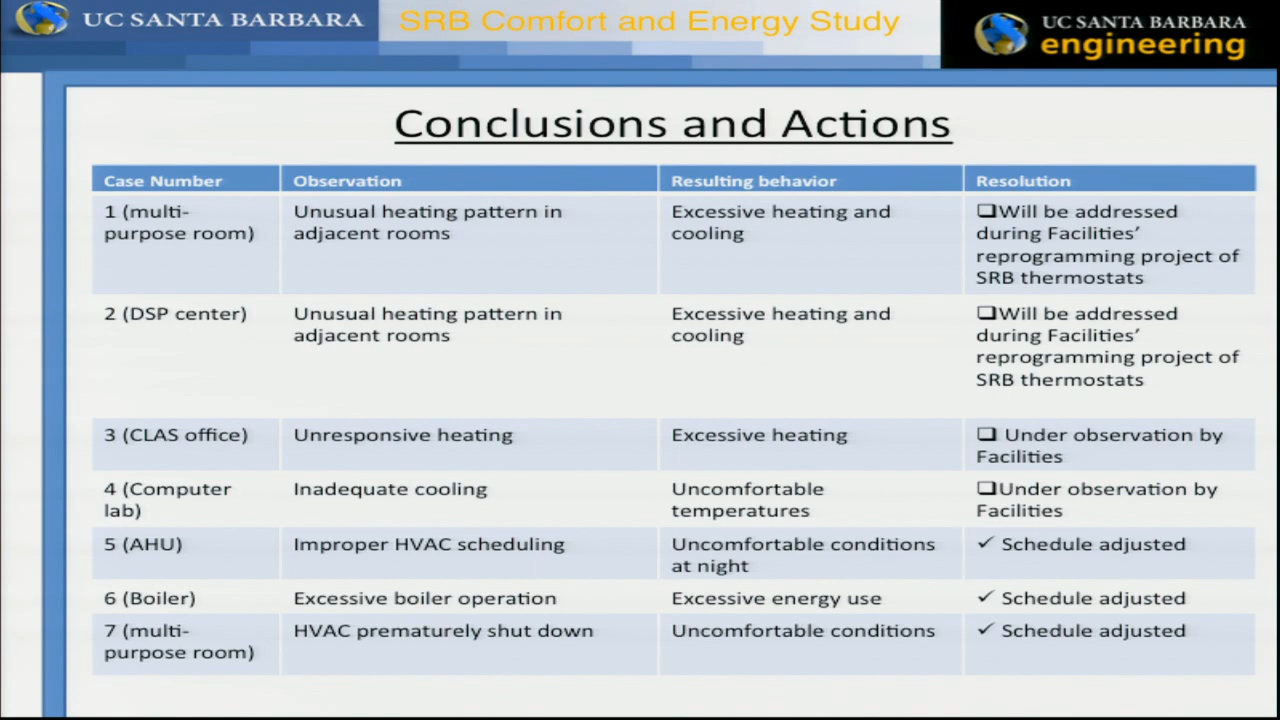 UC SANTA BARBARA
SRB Comfort and Energy Study
UC SANTA BARBARA
engineering
Conclusions and Actions
Case Number Observation Resulting behavior Resolution
1 (multi- Unusual heating pattern in Excessive heating and ❑Will be addressed
purpose room) adjacent rooms cooling during Facilities’
reprogramming project of
SRB thermostats
2 (DSP center) Unusual heating pattern in Excessive heating and ❑Will be addressed
adjacent rooms cooling during Facilities’
reprogramming project of
SRB thermostats
3 (CLAS office) Unresponsive heating Excessive heating ❑ Under observation by
Facilities
4 (Computer Inadequate cooling Uncomfortable ❑Under observation by
lab) temperatures Facilities
5 (AHU) Improper HVAC scheduling Uncomfortable conditions ✓ Schedule adjusted
at night
6 (Boiler) Excessive boiler operation Excessive energy use ✓ Schedule adjusted
7 (multi- HVAC prematurely shut down Uncomfortable conditions ✓ Schedule adjusted
purpose room)